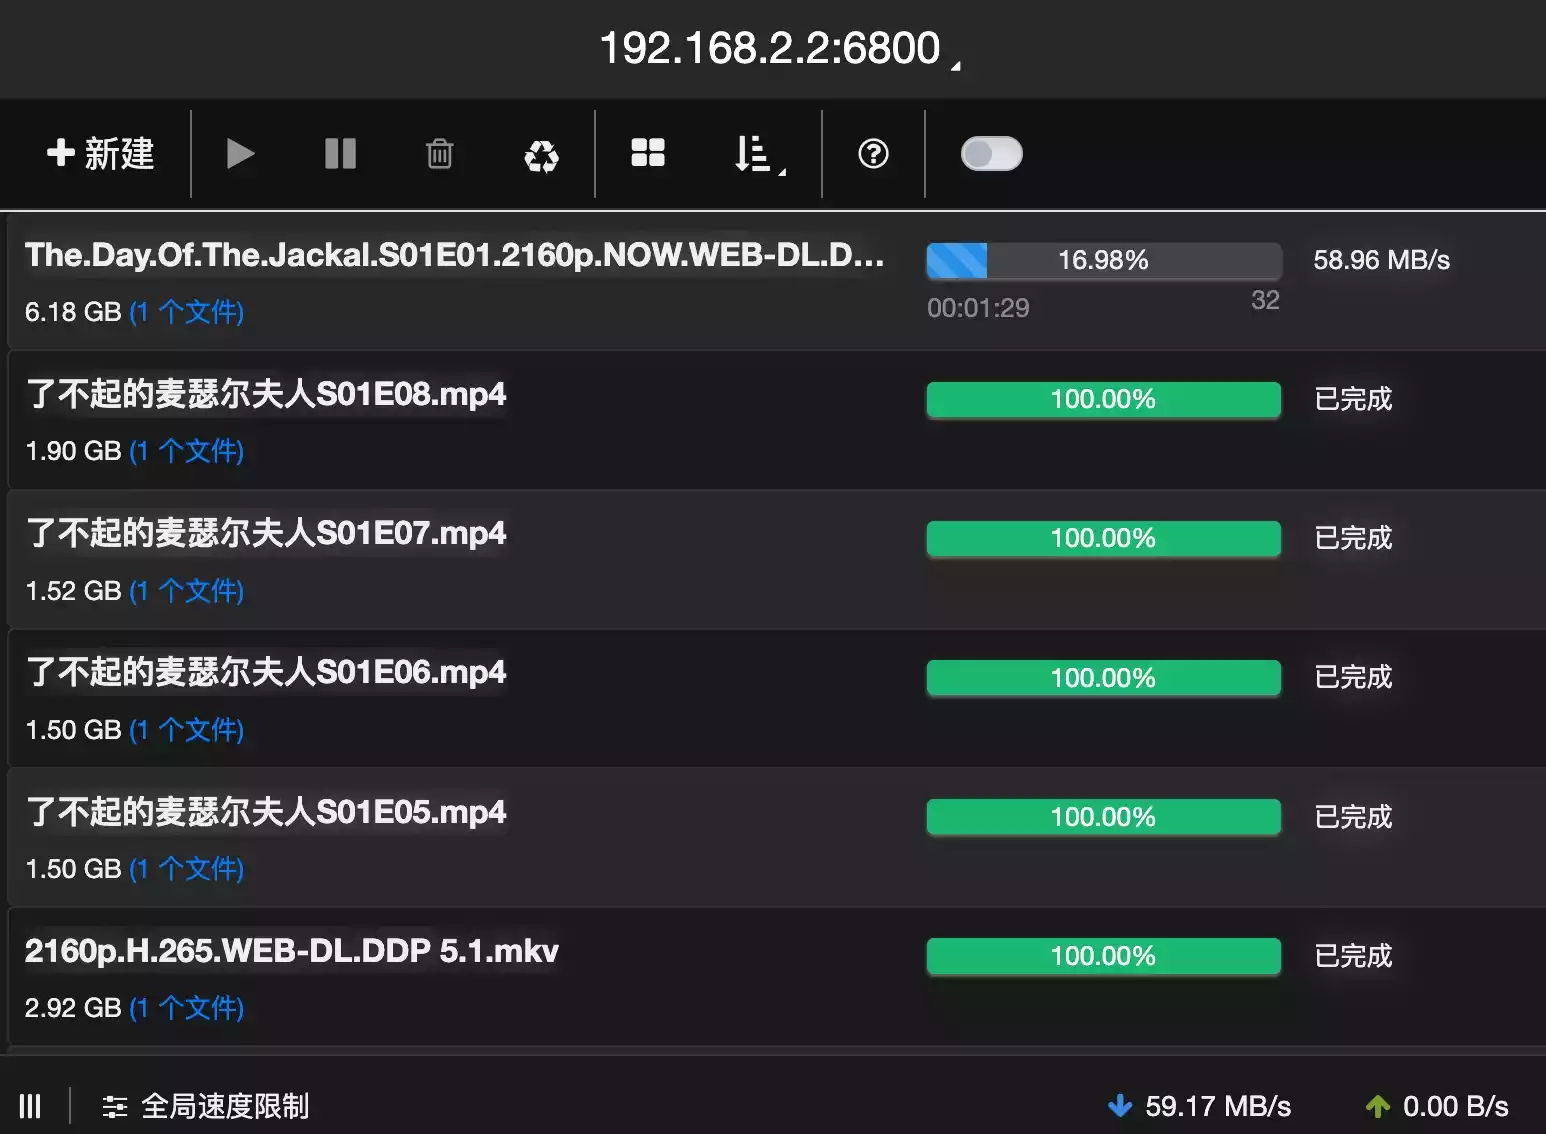 192.168.2.2:6800
新建
The.Day.Of.The.Jackal.S01E01.2160p.NOW.WEB-DL.D...
16.98%
58.96 MB/s
6.18 GB (1 个文件)
00:01:29
32
了不起的麦瑟尔夫人S01E08.mp4
100.00%
已完成
1.90 GB (1 个文件)
了不起的麦瑟尔夫人S01E07.mp4
100.00%
已完成
1.52 GB (1 个文件)
了不起的麦瑟尔夫人S01E06.mp4
100.00%
已完成
1.50 GB (1 个文件)
了不起的麦瑟尔夫人S01E05.mp4
100.00%
已完成
1.50 GB (1 个文件)
2160p.H.265.WEB-DL.DDP 5.1.mkv
100.00%
已完成
2.92 GB (1 个文件)
全局速度限制
59.17 MB/s
0.00 B/s